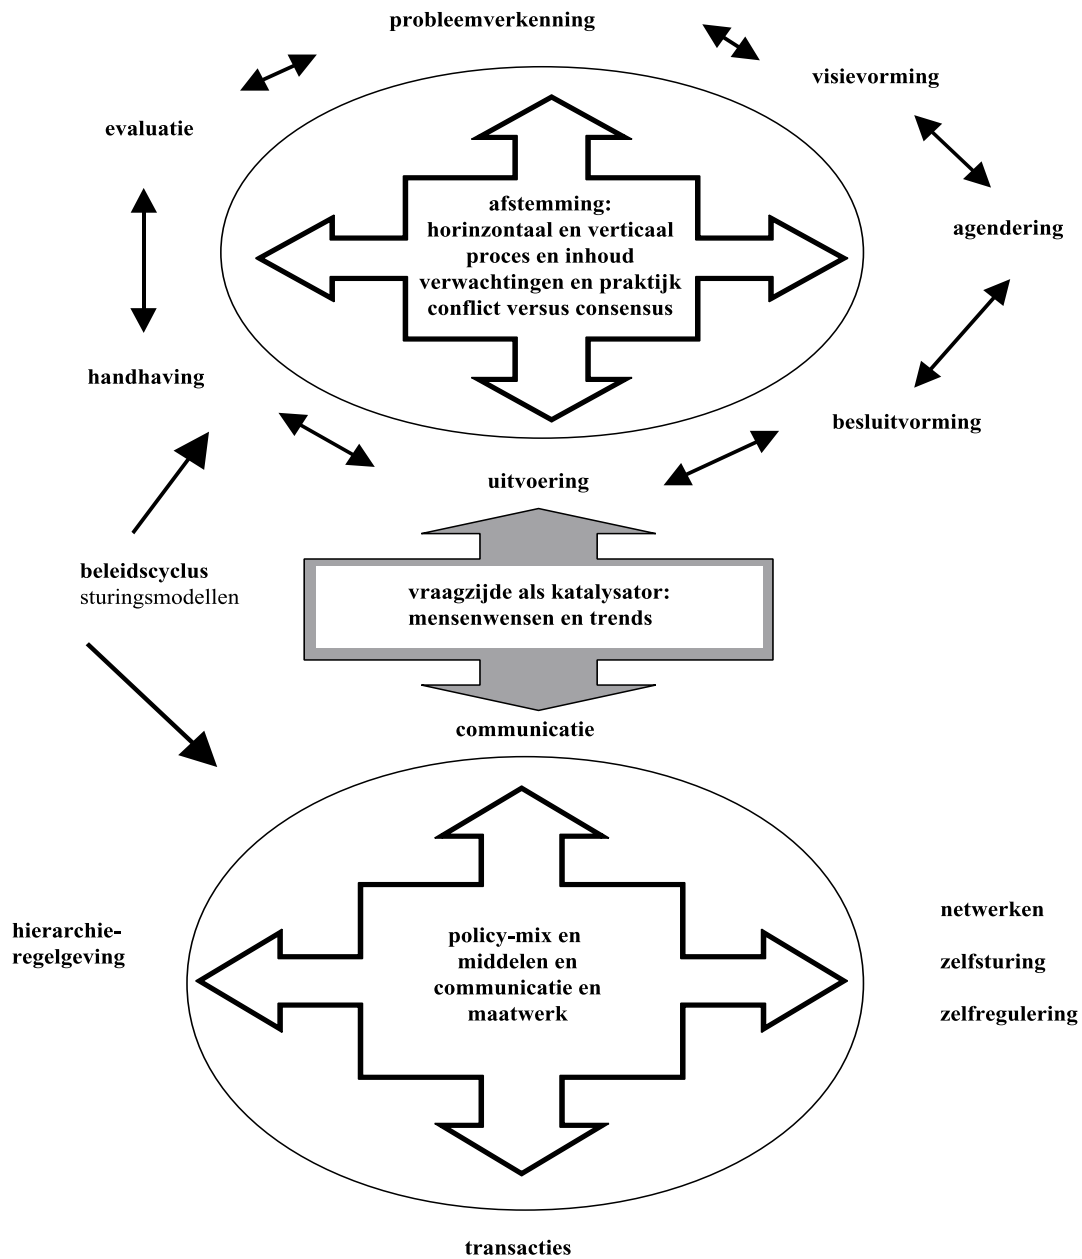 probleemverkenning
visievorming
evaluatie
afstemming:
horinzontaal en verticaal
proces en inhoud
verwachtingen en praktijk
conflict versus consensus
agendering
handhaving
besluitvorming
uitvoering
beleidscyclus
sturingsmodellen
vraagzijde als katalysator:
mensenwensen en trends
communicatie
hierarchie-
regelgeving
policy-mix en
middelen en
communicatie en
maatwerk
netwerken
zelfsturing
zelfregulering
transacties